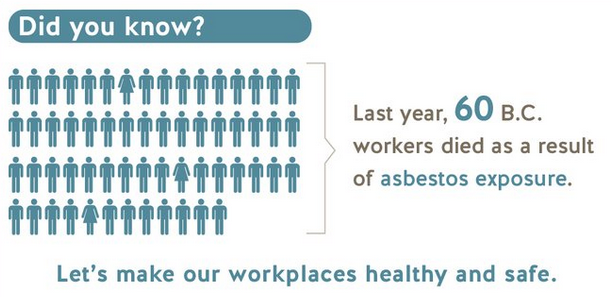 Did you know?
Last year, 60 B.C.
workers died as a result
of asbestos exposure.
Let's make our workplaces healthy and safe.